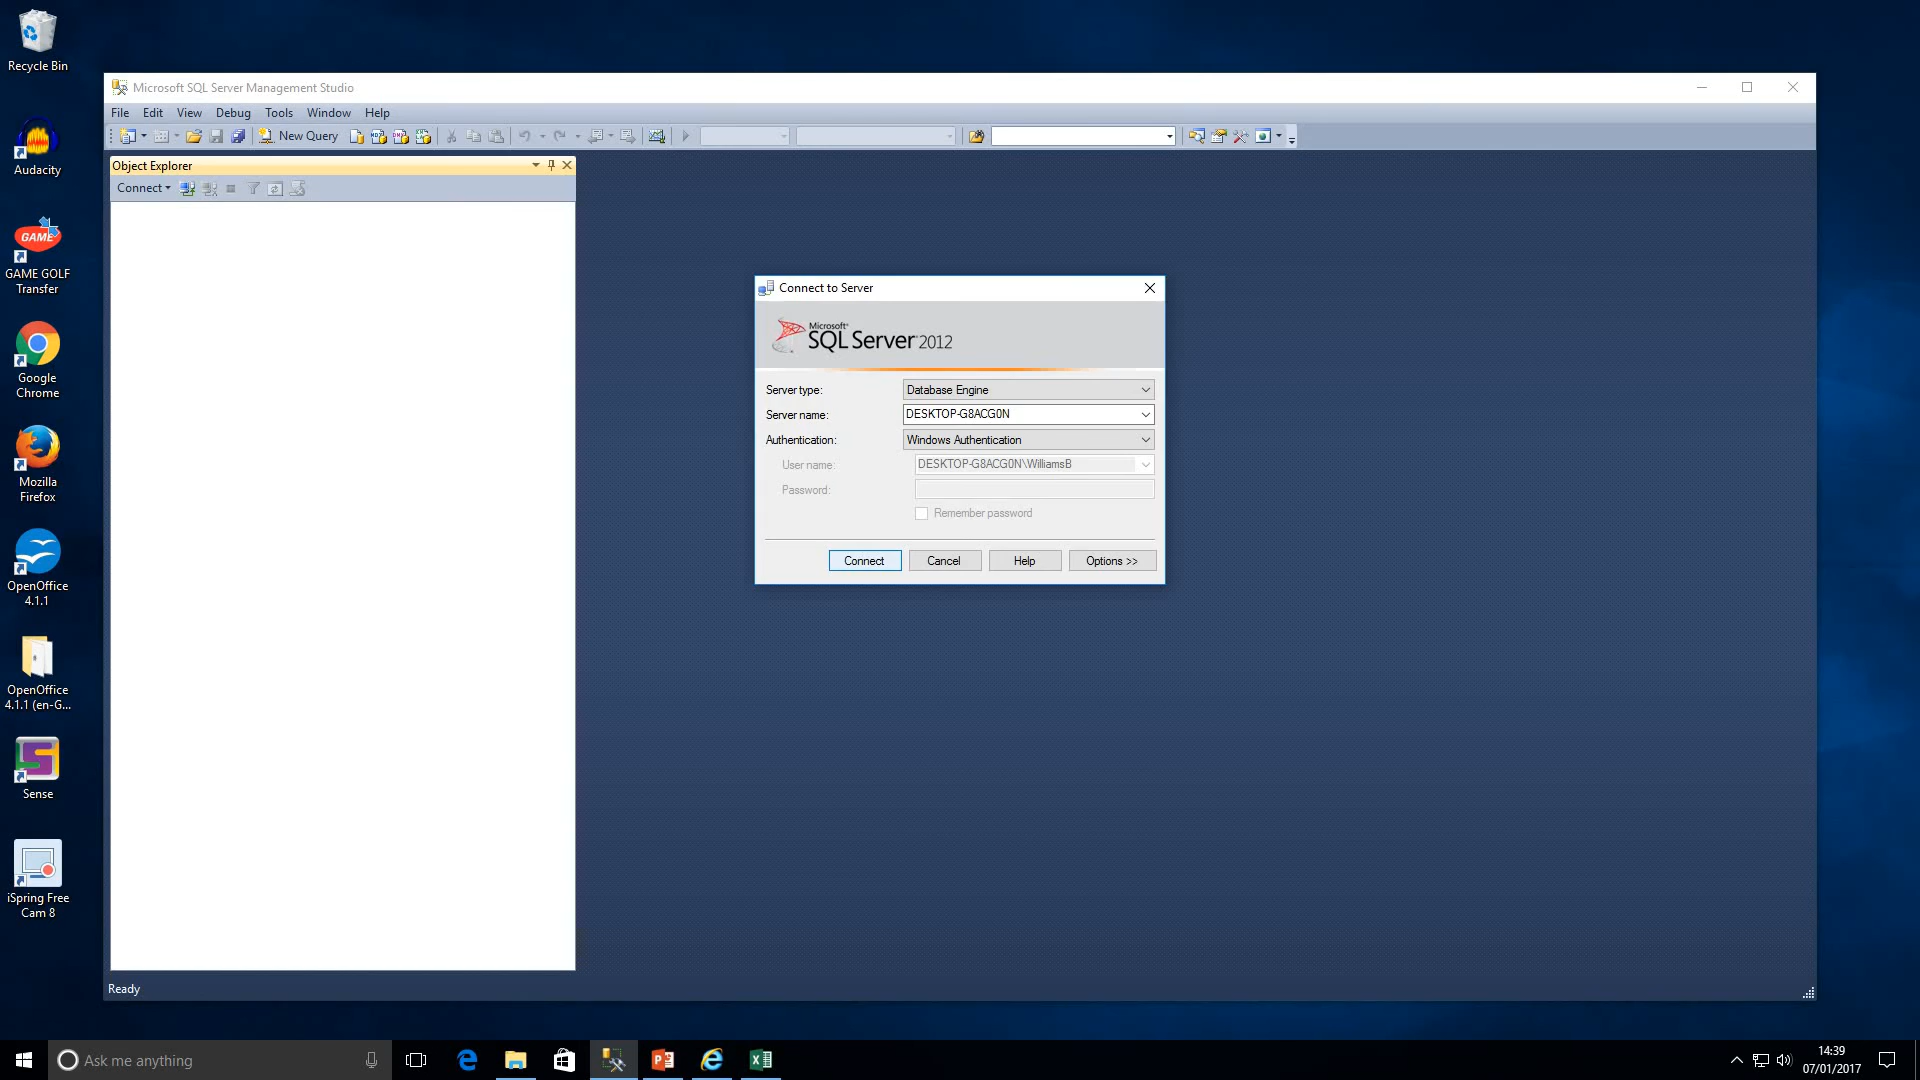 Recycle Bin
Audacity
GAME
GAME GOLF
Transfer
Google
Chrome
Mozilla
Firefox
OpenOffice
4.1.1
OpenOffice
4.1.1 (en-G...
Sense
iSpring Free
Cam 8
Microsoft SQL Server Management Studio
File Edit View Debug Tools Window Help
New Query
Object Explorer
Connect
Connect to Server
Microsoft®
SQL Server 2012
Server type: Database Engine
Server name: DESKTOP-G8ACG0N
Authentication: Windows Authentication
User name: DESKTOP-G8ACG0N\WilliamsB
Password:
Remember password
Connect Cancel Help Options >>
Ready
Ask me anything
14:39
07/01/2017